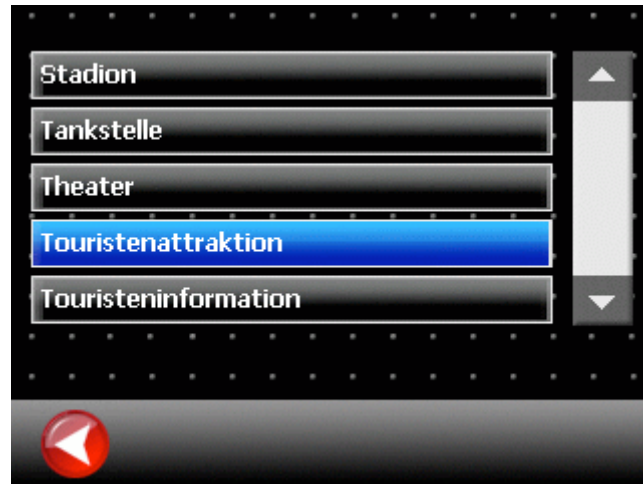 Stadion
Tankstelle
Theater
Touristenattraktion
Touristeninformation